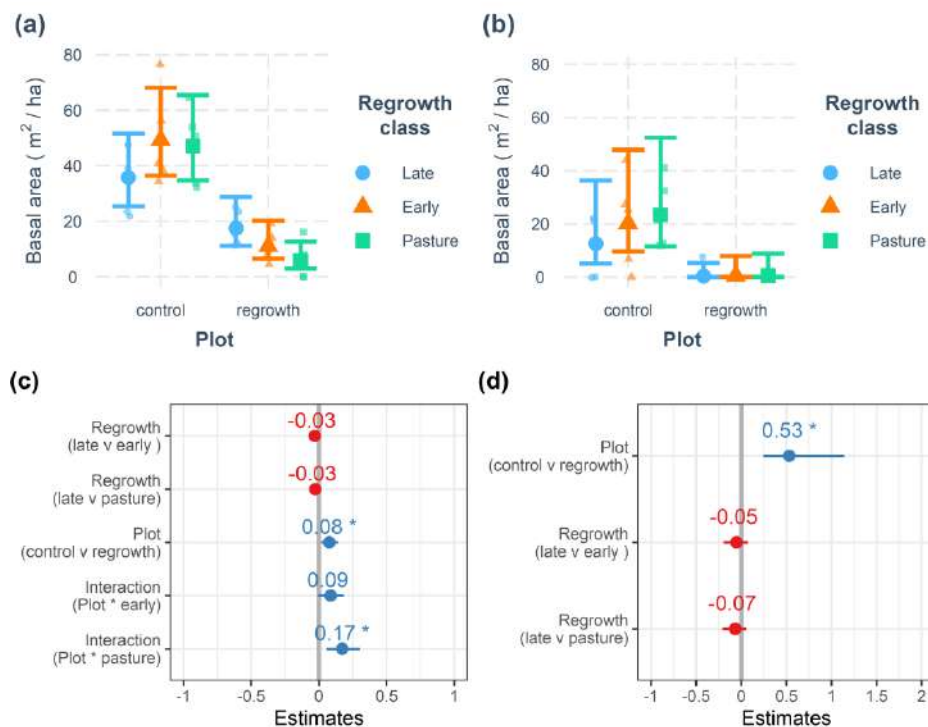 (a)
80
60
40
20
0
Basal area ( m² / ha)
control
regrowth
Plot
Regrowth
class
Late
Early
Pasture
(b)
80
60
40
20
0
Basal area ( m² / ha)
control
regrowth
Plot
Regrowth
class
Late
Early
Pasture
(c)
Regrowth
(late v early )
Regrowth
(late v pasture)
Plot
(control v regrowth)
Interaction
(Plot * early)
Interaction
(Plot * pasture)
-0.03
-0.03
0.08 *
0.09
0.17 *
-1
-0.5
0
0.5
1
Estimates
(d)
Plot
(control v regrowth)
Regrowth
(late v early )
Regrowth
(late v pasture)
0.53 *
-0.05
-0.07
-1
-0.5
0
0.5
1
1.5
2
Estimates